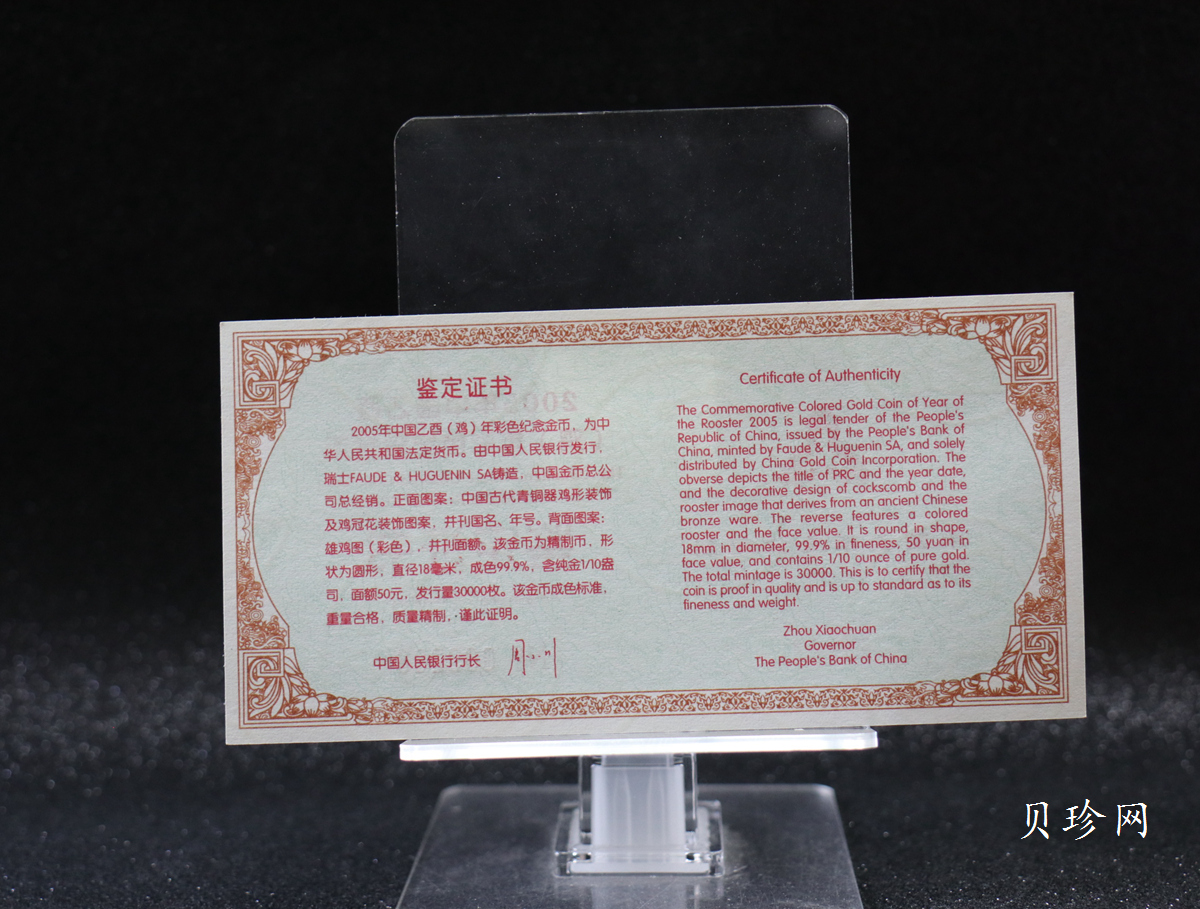 鉴定证书
2005年中国乙酉（鸡）年彩色纪念金币，为中
华人民共和国法定货币。由中国人民银行发行，
瑞士FAUDE & HUGUENIN SA铸造，中国金币总公
司总经销。正面图案：中国古代青铜器鸡形装饰
及鸡冠花装饰图案，并刊国名、年号。背面图案：
雄鸡图（彩色），并刊面额。该金币为精制币，形
状为圆形，直径18毫米，成色99.9%，含纯金1/10盎
司，面额50元，发行量30000枚。该金币成色标准，
重量合格，质量精制，谨此证明。
中国人民银行行长 周小川
Certificate of Authenticity
The Commemorative Colored Gold Coin of Year of
the Rooster 2005 is legal tender of the People's
Republic of China, issued by the People's Bank of
China, minted by Faude & Huguenin SA, and solely
distributed by China Gold Coin Incorporation. The
obverse depicts the title of PRC and the year date,
and the decorative design of cockscomb and the
rooster image that derives from an ancient Chinese
bronze ware. The reverse features a colored
rooster and the face value. It is round in shape,
18mm in diameter, 99.9% in fineness, 50 yuan in
face value, and contains 1/10 ounce of pure gold.
The total mintage is 30000. This is to certify that the
coin is proof in quality and is up to standard as to its
fineness and weight.
Zhou Xiaochuan
Governor
The People's Bank of China
贝珍网